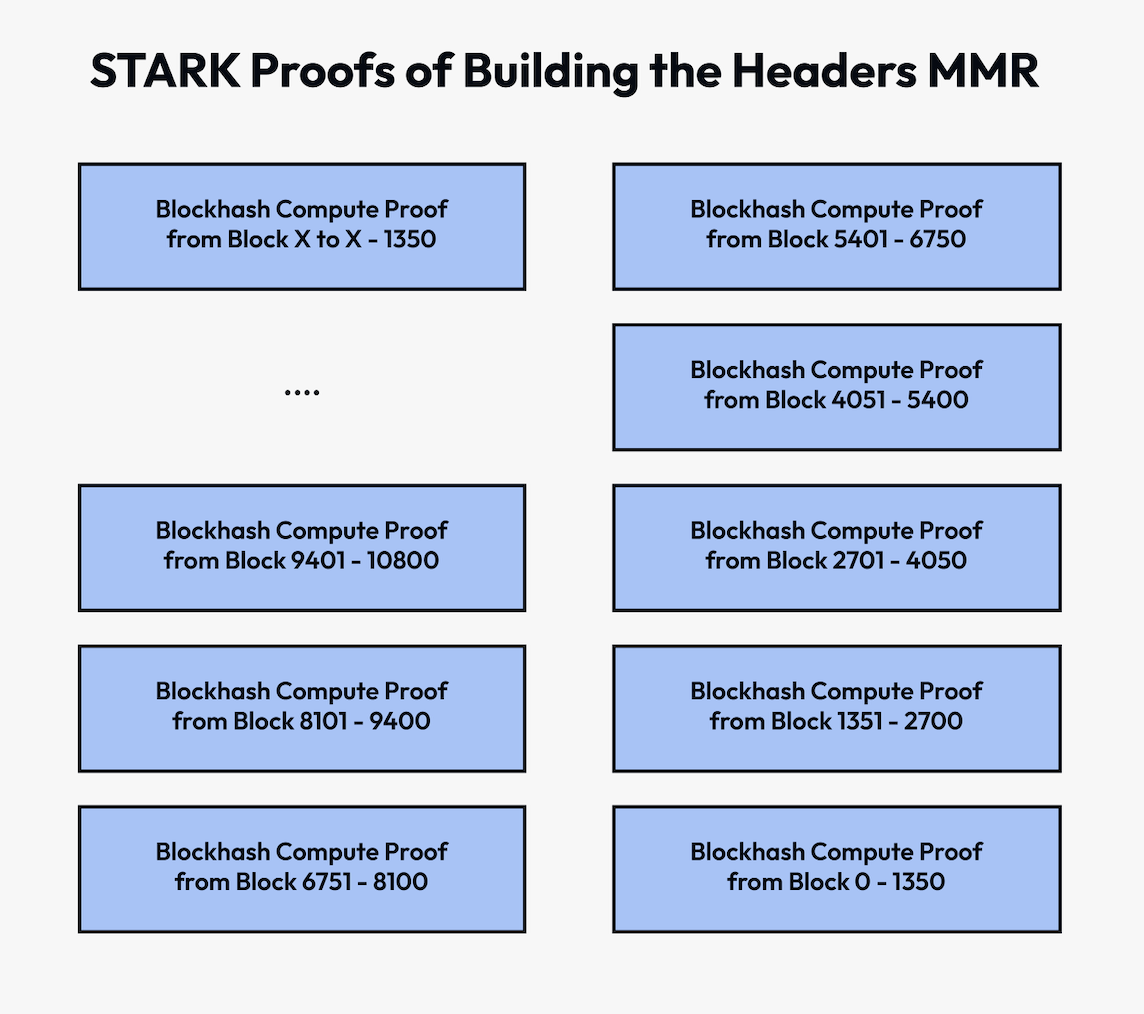 STARK Proofs of Building the Headers MMR
Blockhash Compute Proof
from Block X to X - 1350
....
Blockhash Compute Proof
from Block 9401 - 10800
Blockhash Compute Proof
from Block 8101 - 9400
Blockhash Compute Proof
from Block 6751 - 8100
Blockhash Compute Proof
from Block 5401 - 6750
Blockhash Compute Proof
from Block 4051 - 5400
Blockhash Compute Proof
from Block 2701 - 4050
Blockhash Compute Proof
from Block 1351 - 2700
Blockhash Compute Proof
from Block 0 - 1350